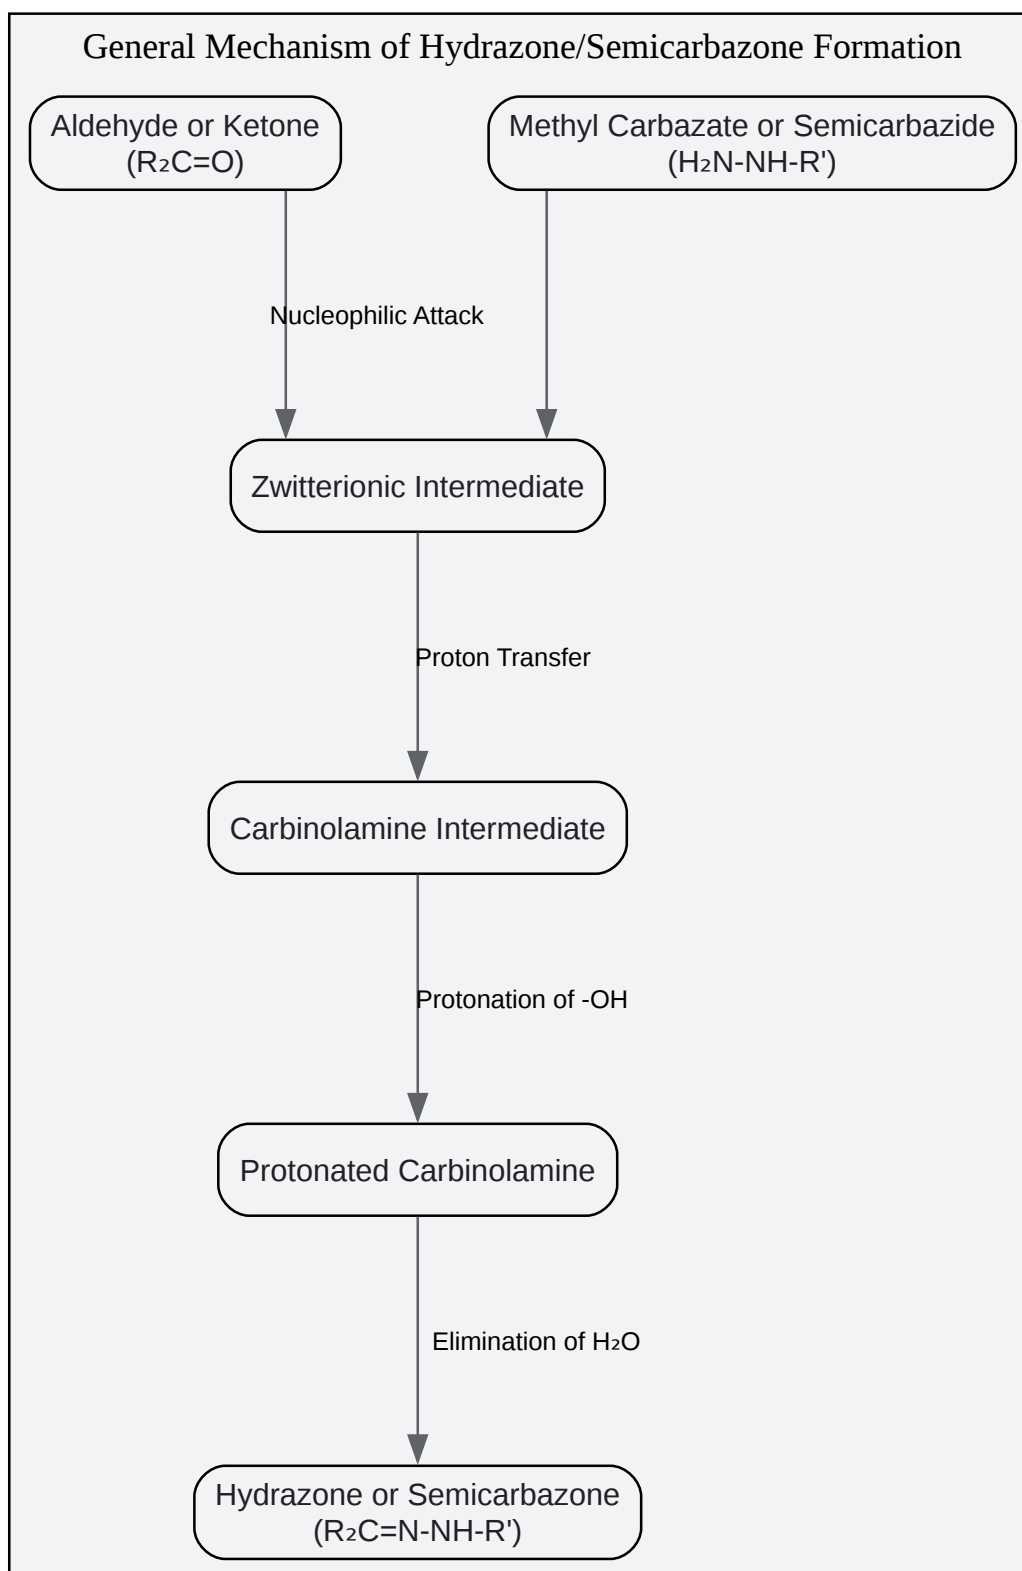 General Mechanism of Hydrazone/Semicarbazone Formation
Aldehyde or Ketone
(R₂C=O)
Methyl Carbazate or Semicarbazide
(H₂N-NH-R')
Nucleophilic Attack
Zwitterionic Intermediate
Proton Transfer
Carbinolamine Intermediate
Protonation of -OH
Protonated Carbinolamine
Elimination of H₂O
Hydrazone or Semicarbazone
(R₂C=N-NH-R')